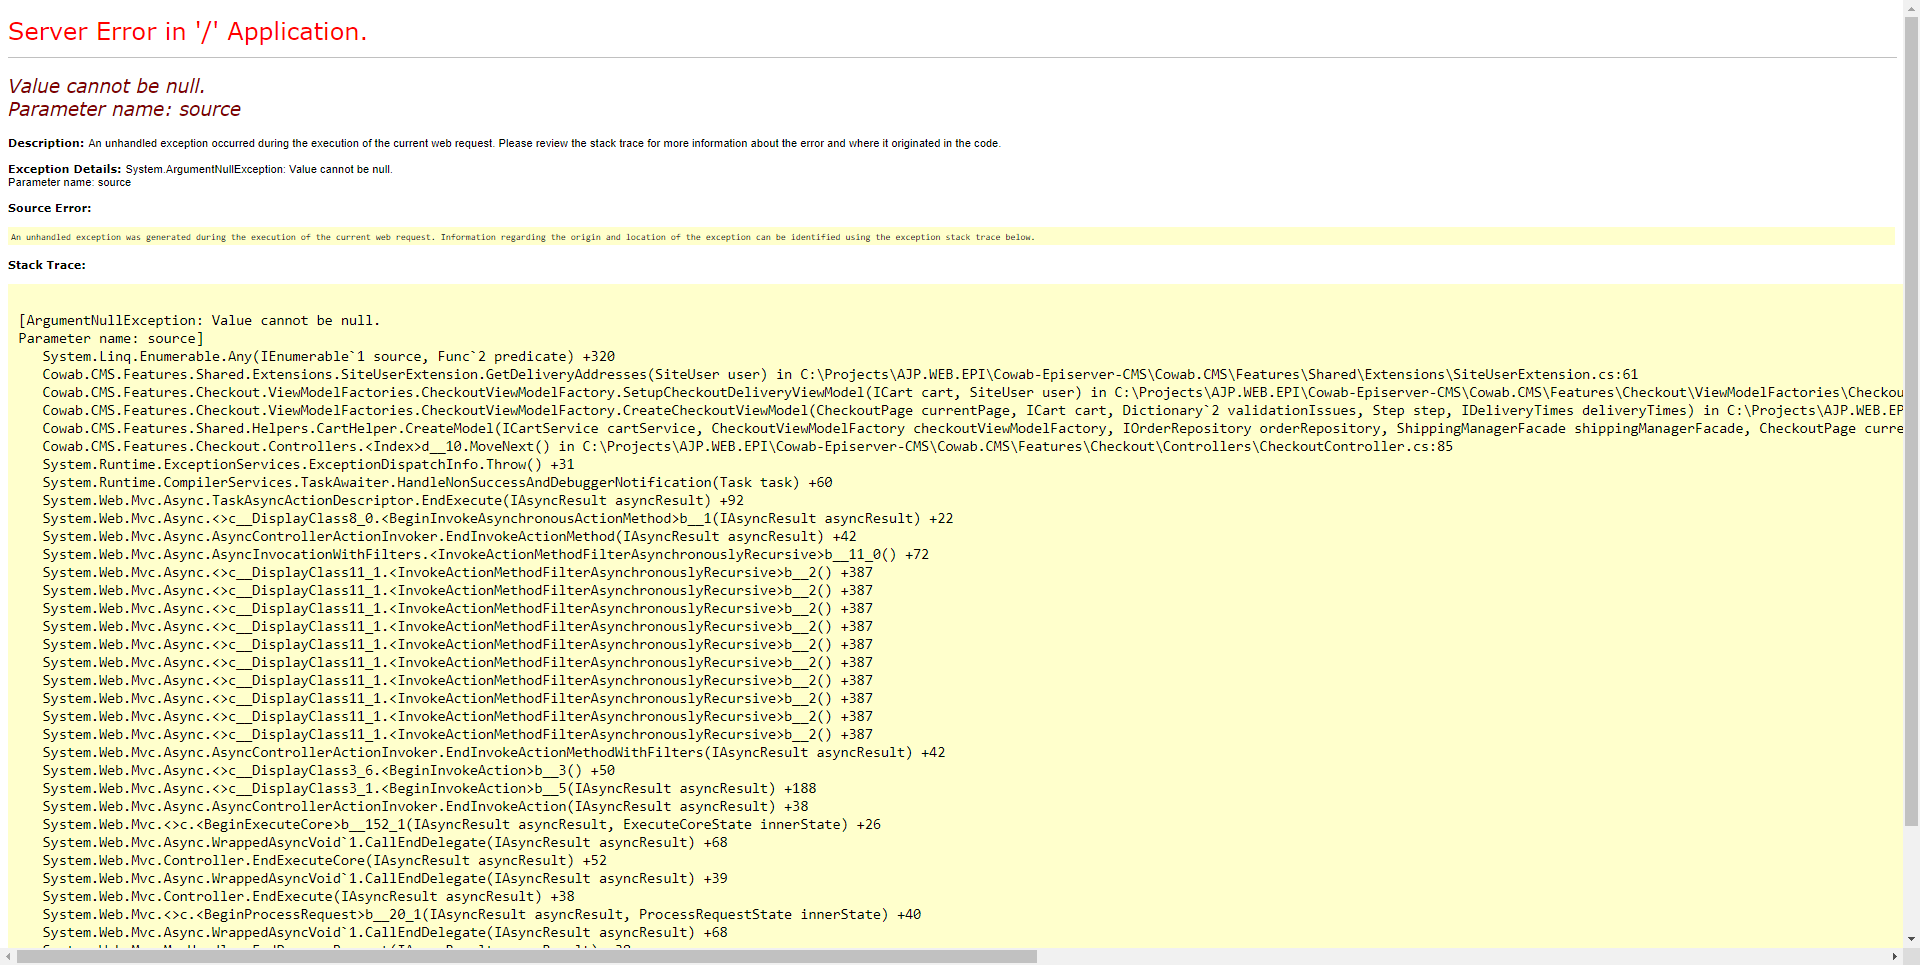 Server Error in '/' Application.
Value cannot be null.
Parameter name: source
Description: An unhandled exception occurred during the execution of the current web request. Please review the stack trace for more information about the error and where it originated in the code.
Exception Details: System.ArgumentNullException: Value cannot be null.
Parameter name: source
Source Error:
An unhandled exception was generated during the execution of the current web request. Information regarding the origin and location of the exception can be identified using the exception stack trace below.
Stack Trace:
[ArgumentNullException: Value cannot be null.
Parameter name: source]
System.Linq.Enumerable.Any(IEnumerable`1 source, Func`2 predicate) +320
Cowab.CMS.Features.Shared.Extensions.SiteUserExtension.GetDeliveryAddresses(SiteUser user) in C:\Projects\AJP.WEB.EPI\Cowab-Episerver-CMS\Cowab.CMS\Features\Shared\Extensions\SiteUserExtension.cs:61
Cowab.CMS.Features.Checkout.ViewModelFactories.CheckoutViewModelFactory.SetupCheckoutDeliveryViewModel(ICart cart, SiteUser user) in C:\Projects\AJP.WEB.EPI\Cowab-Episerver-CMS\Cowab.CMS\Features\Checkout\ViewModelFactories\Checkou
Cowab.CMS.Features.Checkout.ViewModelFactories.CheckoutViewModelFactory.CreateCheckoutViewModel(CheckoutPage currentPage, ICart cart, Dictionary`2 validationIssues, Step step, IDeliveryTimes deliveryTimes) in C:\Projects\AJP.WEB.EP
Cowab.CMS.Features.Shared.Helpers.CartHelper.CreateModel(ICartService cartService, CheckoutViewModelFactory checkoutViewModelFactory, IOrderRepository orderRepository, ShippingManagerFacade shippingManagerFacade, CheckoutPage curre
Cowab.CMS.Features.Checkout.Controllers.<Index>d__10.MoveNext() in C:\Projects\AJP.WEB.EPI\Cowab-Episerver-CMS\Cowab.CMS\Features\Checkout\Controllers\CheckoutController.cs:85
System.Runtime.ExceptionServices.ExceptionDispatchInfo.Throw() +31
System.Runtime.CompilerServices.TaskAwaiter.HandleNonSuccessAndDebuggerNotification(Task task) +60
System.Web.Mvc.Async.TaskAsyncActionDescriptor.EndExecute(IAsyncResult asyncResult) +92
System.Web.Mvc.Async.<>c__DisplayClass8_0.<BeginInvokeAsynchronousActionMethod>b__1(IAsyncResult asyncResult) +22
System.Web.Mvc.Async.AsyncControllerActionInvoker.EndInvokeActionMethod(IAsyncResult asyncResult) +42
System.Web.Mvc.Async.AsyncInvocationWithFilters.<InvokeActionMethodFilterAsynchronouslyRecursive>b__11_0() +72
System.Web.Mvc.Async.<>c__DisplayClass11_1.<InvokeActionMethodFilterAsynchronouslyRecursive>b__2() +387
System.Web.Mvc.Async.<>c__DisplayClass11_1.<InvokeActionMethodFilterAsynchronouslyRecursive>b__2() +387
System.Web.Mvc.Async.<>c__DisplayClass11_1.<InvokeActionMethodFilterAsynchronouslyRecursive>b__2() +387
System.Web.Mvc.Async.<>c__DisplayClass11_1.<InvokeActionMethodFilterAsynchronouslyRecursive>b__2() +387
System.Web.Mvc.Async.<>c__DisplayClass11_1.<InvokeActionMethodFilterAsynchronouslyRecursive>b__2() +387
System.Web.Mvc.Async.<>c__DisplayClass11_1.<InvokeActionMethodFilterAsynchronouslyRecursive>b__2() +387
System.Web.Mvc.Async.<>c__DisplayClass11_1.<InvokeActionMethodFilterAsynchronouslyRecursive>b__2() +387
System.Web.Mvc.Async.<>c__DisplayClass11_1.<InvokeActionMethodFilterAsynchronouslyRecursive>b__2() +387
System.Web.Mvc.Async.<>c__DisplayClass11_1.<InvokeActionMethodFilterAsynchronouslyRecursive>b__2() +387
System.Web.Mvc.Async.<>c__DisplayClass11_1.<InvokeActionMethodFilterAsynchronouslyRecursive>b__2() +387
System.Web.Mvc.Async.AsyncControllerActionInvoker.EndInvokeActionMethodWithFilters(IAsyncResult asyncResult) +42
System.Web.Mvc.Async.<>c__DisplayClass3_6.<BeginInvokeAction>b__3() +50
System.Web.Mvc.Async.<>c__DisplayClass3_1.<BeginInvokeAction>b__5(IAsyncResult asyncResult) +188
System.Web.Mvc.Async.AsyncControllerActionInvoker.EndInvokeAction(IAsyncResult asyncResult) +38
System.Web.Mvc.<>c.<BeginExecuteCore>b__152_1(IAsyncResult asyncResult, ExecuteCoreState innerState) +26
System.Web.Mvc.Async.WrappedAsyncVoid`1.CallEndDelegate(IAsyncResult asyncResult) +68
System.Web.Mvc.Controller.EndExecuteCore(IAsyncResult asyncResult) +52
System.Web.Mvc.Async.WrappedAsyncVoid`1.CallEndDelegate(IAsyncResult asyncResult) +39
System.Web.Mvc.Controller.EndExecute(IAsyncResult asyncResult) +38
System.Web.Mvc.<>c.<BeginProcessRequest>b__20_1(IAsyncResult asyncResult, ProcessRequestState innerState) +40
System.Web.Mvc.Async.WrappedAsyncVoid`1.CallEndDelegate(IAsyncResult asyncResult) +68